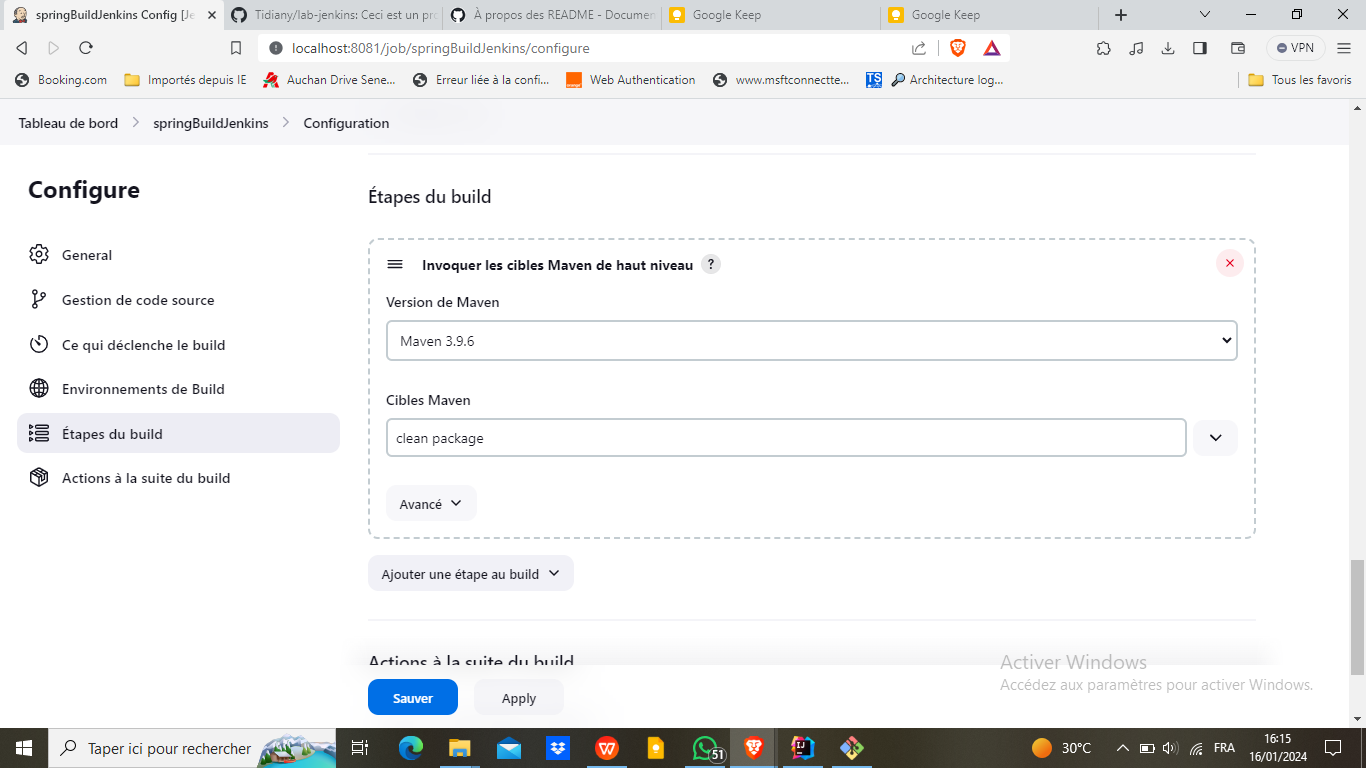 springBuildJenkins Config [Je
Tidiany/lab-jenkins: Ceci est un pro
À propos des README - Documen
Google Keep
Google Keep
localhost:8081/job/springBuildJenkins/configure
VPN
Booking.com
Importés depuis IE
Auchan Drive Sene...
Erreur liée à la confi...
Web Authentication
www.msftconnectte...
TS
Architecture log...
Tous les favoris
Tableau de bord
springBuildJenkins
Configuration
Configure
General
Gestion de code source
Ce qui déclenche le build
Environnements de Build
Étapes du build
Actions à la suite du build
Étapes du build
Invoquer les cibles Maven de haut niveau ?
Version de Maven
Maven 3.9.6
Cibles Maven
clean package
Avancé
Ajouter une étape au build
Actions à la suite du build
Sauver
Apply
Activer Windows
Accédez aux paramètres pour activer Windows.
Taper ici pour rechercher
W
51
IJ
30°C
FRA
16:15
16/01/2024